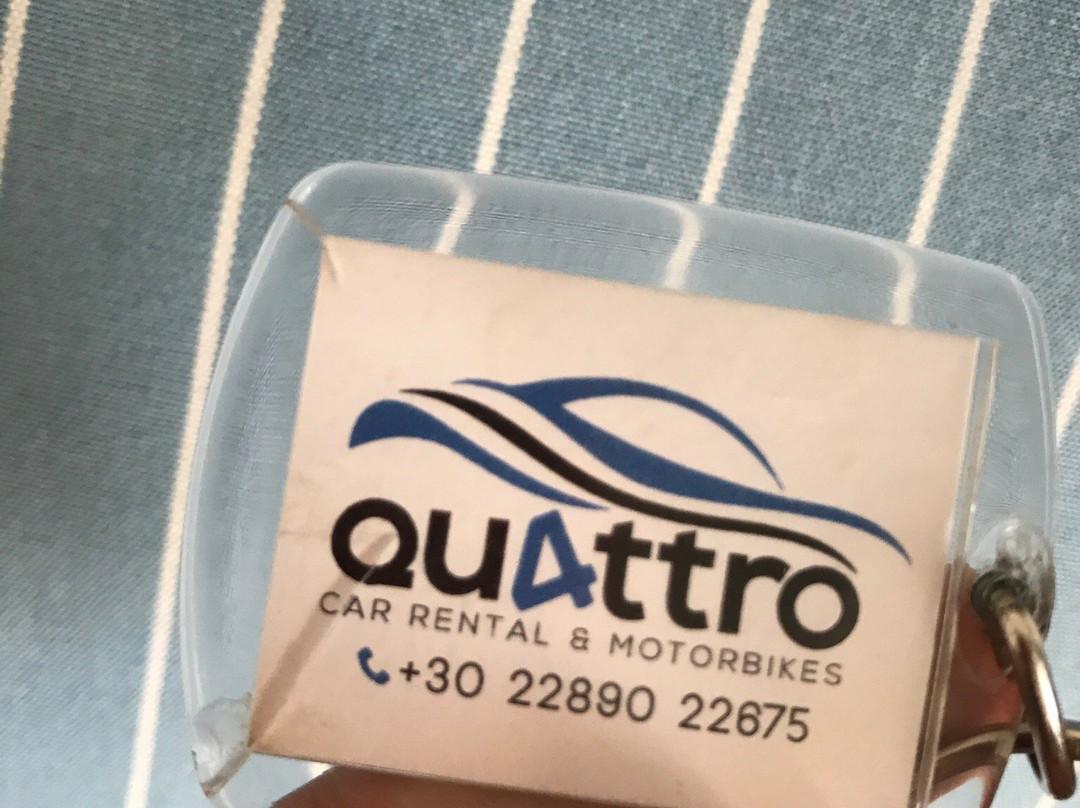 Qu4ttro
CAR RENTAL & MOTORBIKES
+30 22890 22675